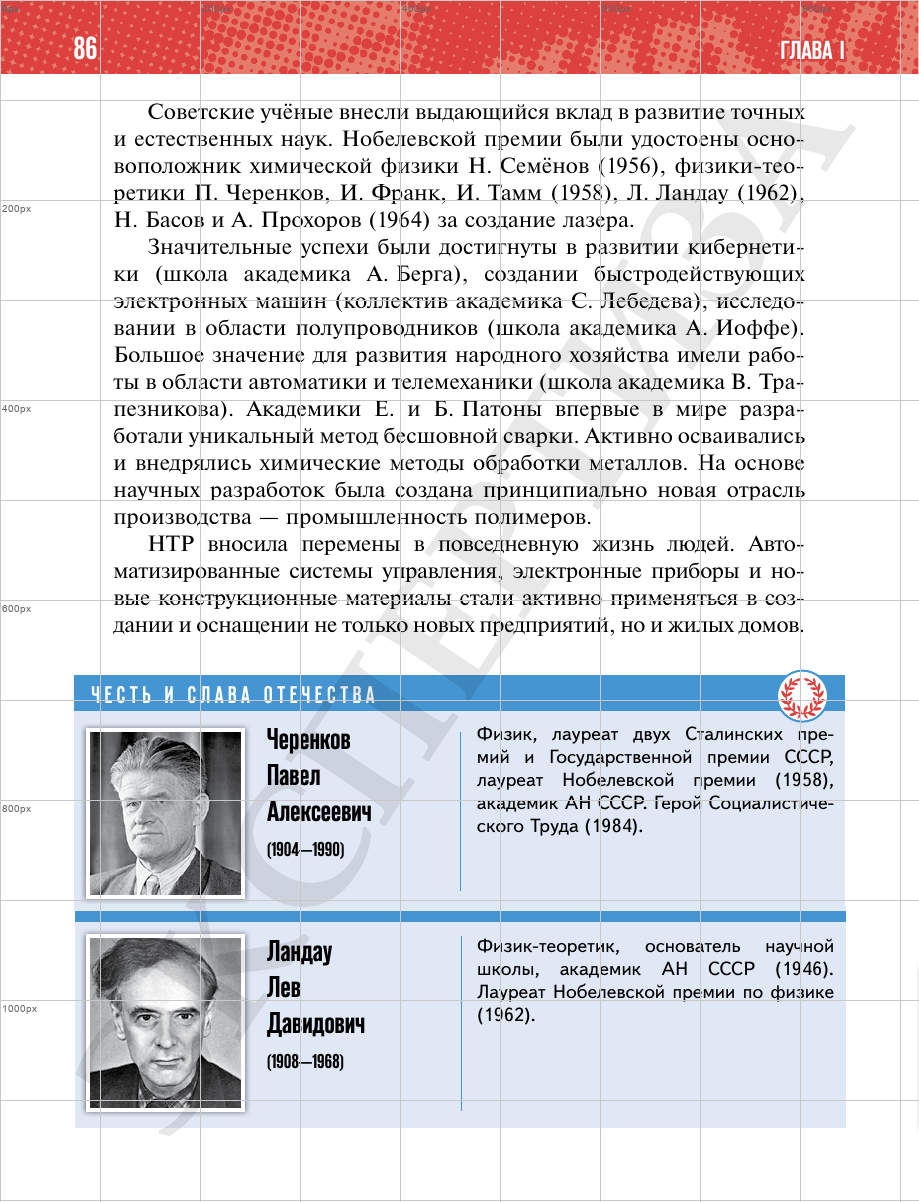 86
ГЛАВА I
Советские учёные внесли выдающийся вклад в развитие точных
и естественных наук. Нобелевской премии были удостоены осно-
воположник химической физики Н. Семёнов (1956), физики-тео-
ретики П. Черенков, И. Франк, И. Тамм (1958), Л. Ландау (1962),
Н. Басов и А. Прохоров (1964) за создание лазера.
Значительные успехи были достигнуты в развитии кибернети-
ки (школа академика А. Берга), создании быстродействующих
электронных машин (коллектив академика С. Лебедева), исследо-
вании в области полупроводников (школа академика А. Иоффе).
Большое значение для развития народного хозяйства имели рабо-
ты в области автоматики и телемеханики (школа академика В. Тра-
пезникова). Академики Е. и Б. Патоны впервые в мире разра-
ботали уникальный метод бесшовной сварки. Активно осваивались
и внедрялись химические методы обработки металлов. На основе
научных разработок была создана принципиально новая отрасль
производства — промышленность полимеров.
НТР вносила перемены в повседневную жизнь людей. Авто-
матизированные системы управления, электронные приборы и но-
вые конструкционные материалы стали активно применяться в соз-
дании и оснащении не только новых предприятий, но и жилых домов.
ЧЕСТЬ И СЛАВА ОТЕЧЕСТВА
Черенков
Павел
Алексеевич
(1904—1990)
Физик, лауреат двух Сталинских пре-
мий и Государственной премии СССР,
лауреат Нобелевской премии (1958),
академик АН СССР. Герой Социалистиче-
ского Труда (1984).
Ландау
Лев
Давидович
(1908—1968)
Физик-теоретик, основатель научной
школы, академик АН СССР (1946).
Лауреат Нобелевской премии по физике
(1962).
ЭКСПЕРТИЗА
200px
400px
600px
800px
1000px